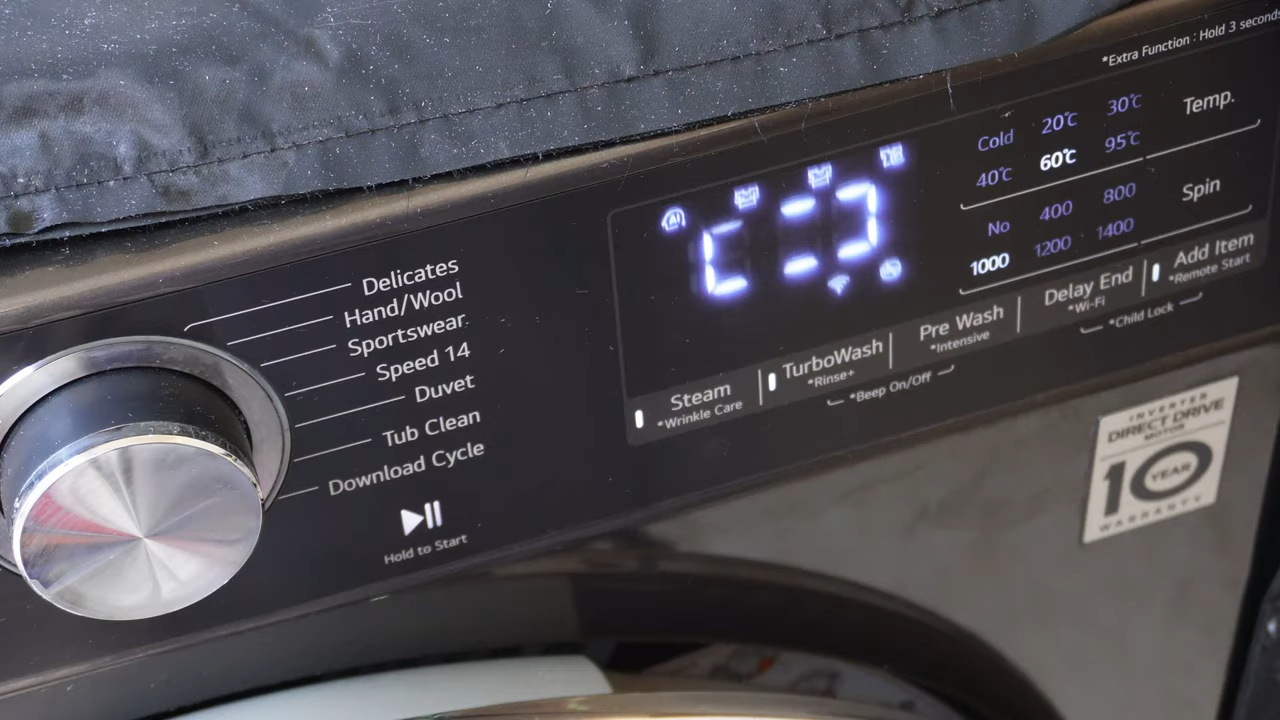 *Extra Function : Hold 3 seconds
Cold 20℃ 30℃ Temp.
40℃ 60℃ 95℃
No 400 800 Spin
1000 1200 1400
AI
Delicates
Hand/Wool
Sportswear
Speed 14
Duvet
Tub Clean
Download Cycle
Hold to Start
Steam
*Wrinkle Care
TurboWash
*Rinse+
*Beep On/Off
Pre Wash
*Intensive
Delay End
*Wi-Fi
*Child Lock
Add Item
*Remote Start
INVERTER
DIRECT DRIVE
MOTOR
10 YEAR
WARRANTY